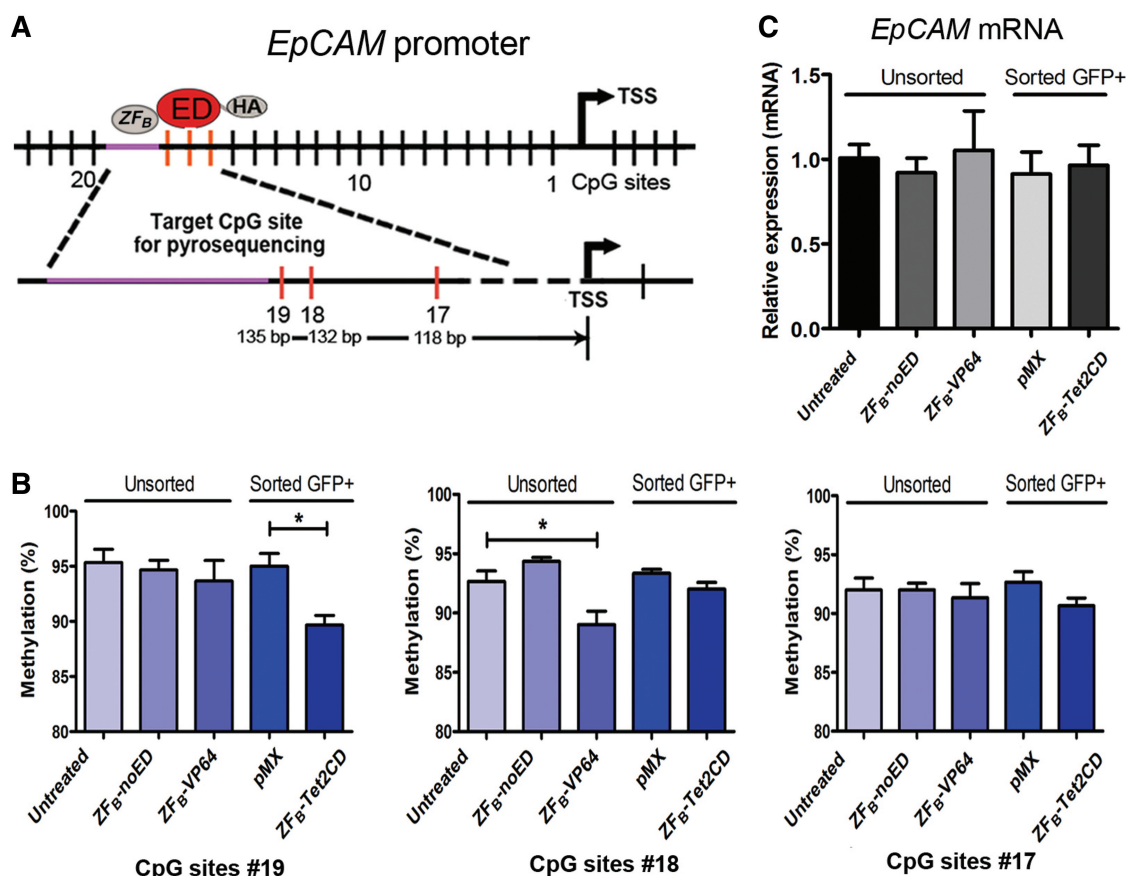 A
EpCAM promoter
ZFB
ED
HA
TSS
20
10
1
CpG sites
Target CpG site
for pyrosequencing
TSS
19
18
17
135 bp
132 bp
118 bp
C
EpCAM mRNA
Unsorted
Sorted GFP+
Relative expression (mRNA)
1.5
1.0
0.5
0.0
Untreated
ZFB-noED
ZFB-VP64
pMX
ZFB-Tet2CD
B
Unsorted
Sorted GFP+
*
Methylation (%)
100
95
90
85
80
Untreated
ZFB-noED
ZFB-VP64
pMX
ZFB-Tet2CD
CpG sites #19
Unsorted
Sorted GFP+
*
Methylation (%)
100
95
90
85
80
Untreated
ZFB-noED
ZFB-VP64
pMX
ZFB-Tet2CD
CpG sites #18
Unsorted
Sorted GFP+
Methylation (%)
100
95
90
85
80
Untreated
ZFB-noED
ZFB-VP64
pMX
ZFB-Tet2CD
CpG sites #17